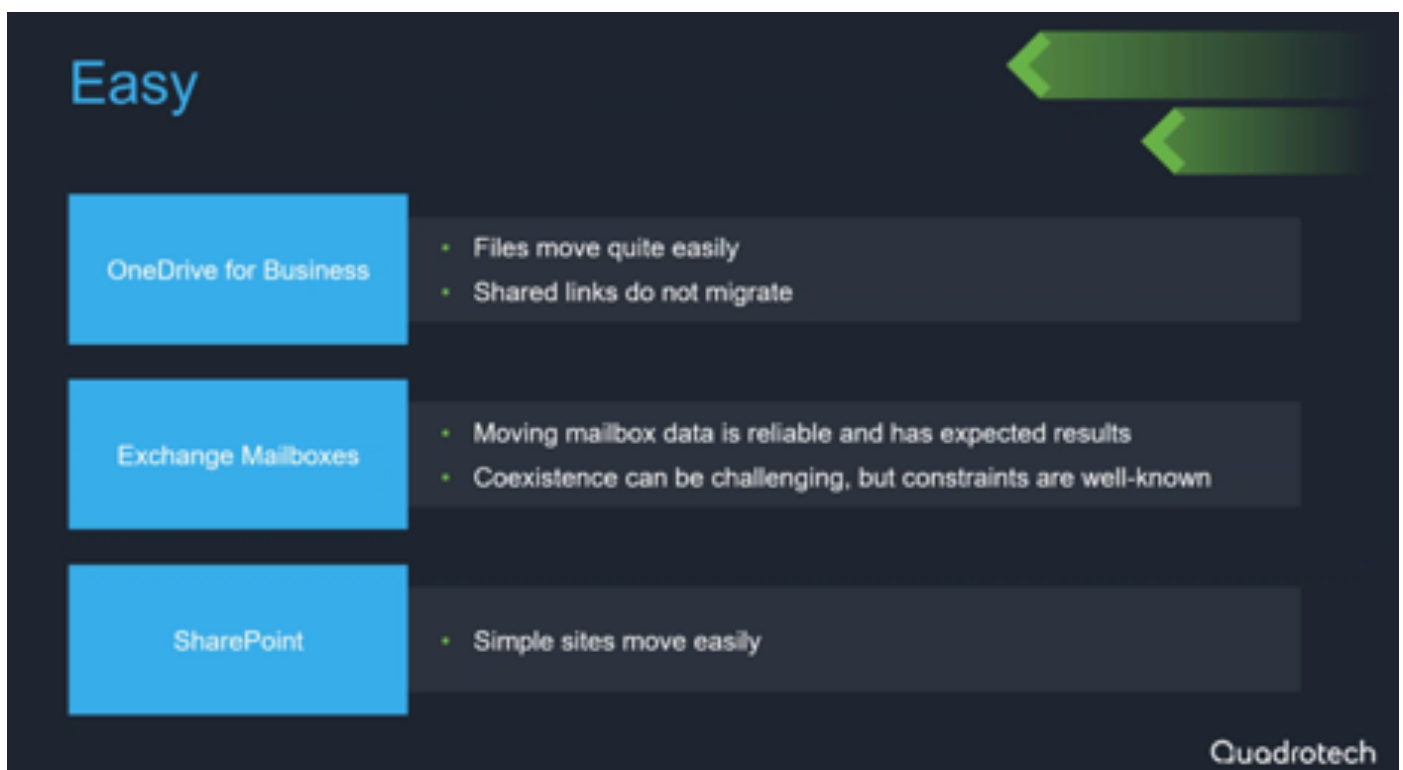 Easy
OneDrive for Business
• Files move quite easily
• Shared links do not migrate
Exchange Mailboxes
• Moving mailbox data is reliable and has expected results
• Coexistence can be challenging, but constraints are well-known
SharePoint
• Simple sites move easily
Quadrotech